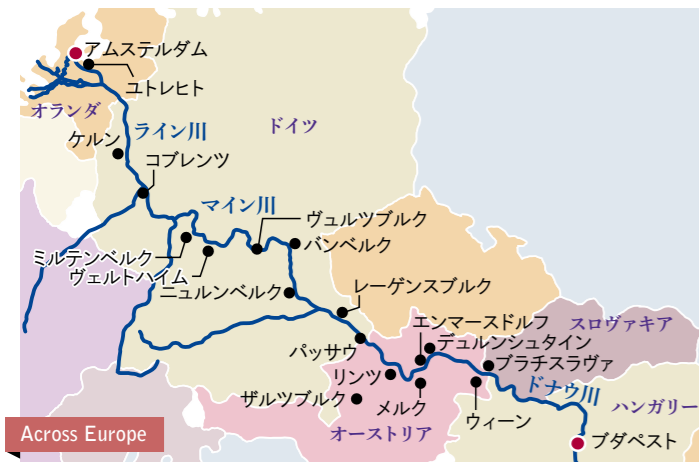 アムステルダム
ユトレヒト
オランダ
ライン川
ドイツ
ケルン
コブレンツ
マイン川
ヴュルツブルク
バンベルク
ミルテンベルク
ヴェルトハイム
ニュルンベルク
レーゲンスブルク
エンマースドルフ
スロヴァキア
デュルンシュタイン
パッサウ
ブラチスラヴァ
リンツ
ドナウ川
ザルツブルク
メルク
ウィーン
ハンガリー
オーストリア
Across Europe
ブダペスト